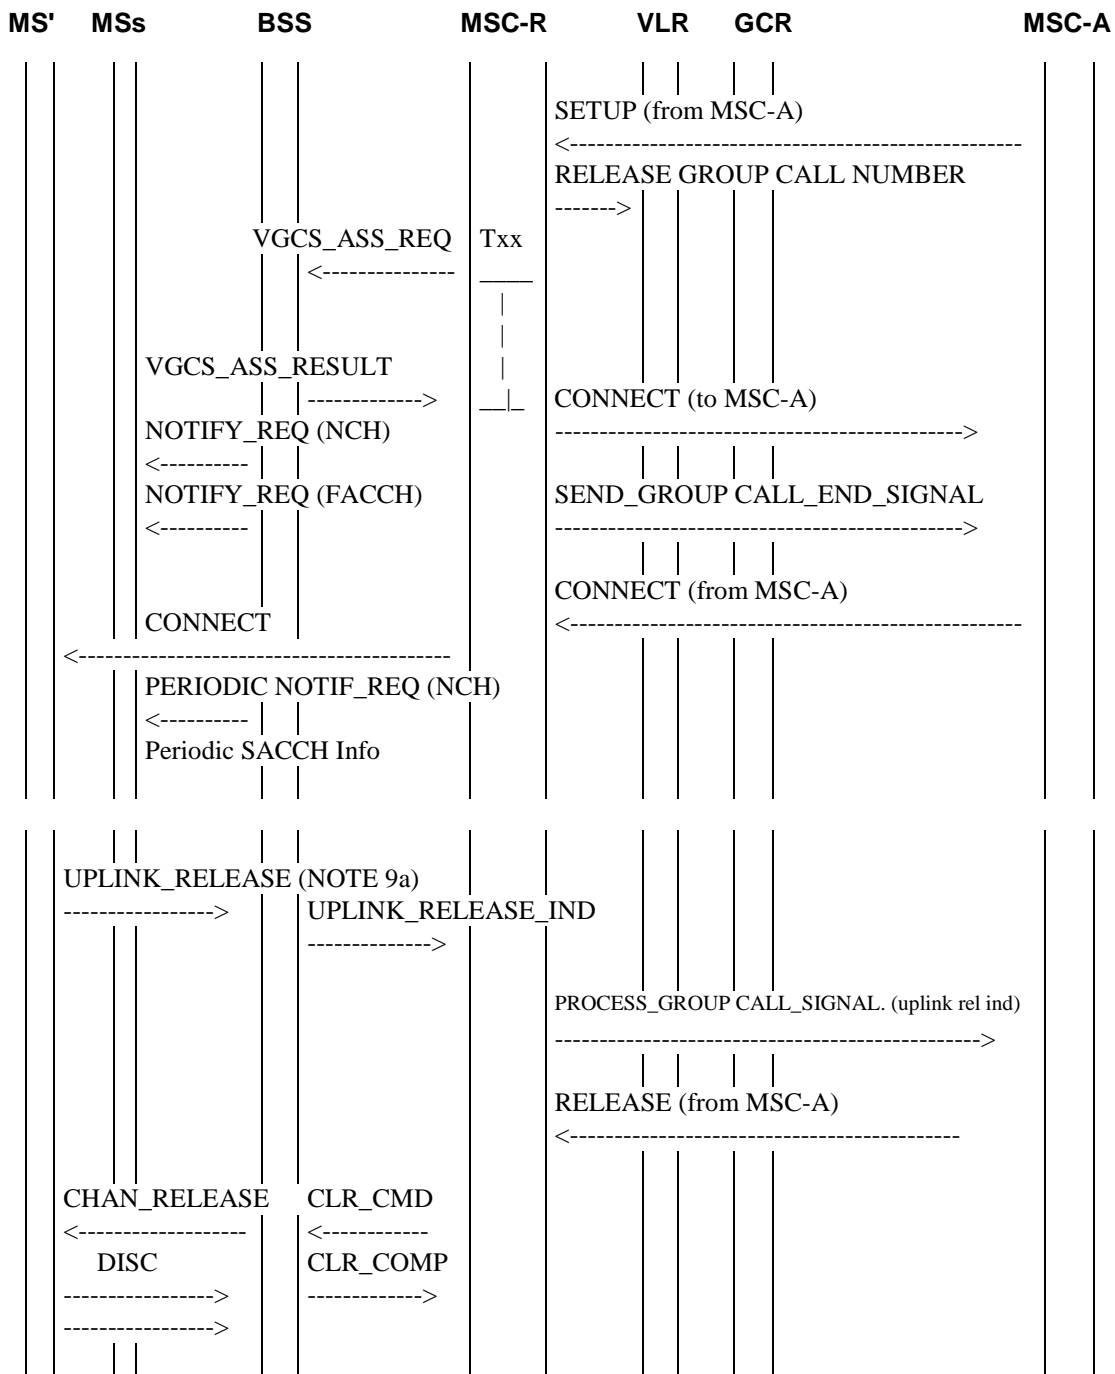 MS' MSs BSS MSC-R VLR GCR MSC-A
SETUP (from MSC-A)
RELEASE GROUP CALL NUMBER
VGCS_ASS_REQ Txx
VGCS_ASS_RESULT
CONNECT (to MSC-A)
NOTIFY_REQ (NCH)
NOTIFY_REQ (FACCH) SEND_GROUP CALL_END_SIGNAL
CONNECT (from MSC-A)
CONNECT
PERIODIC NOTIF_REQ (NCH)
Periodic SACCH Info
UPLINK_RELEASE (NOTE 9a)
UPLINK_RELEASE_IND
PROCESS_GROUP CALL_SIGNAL. (uplink rel ind)
RELEASE (from MSC-A)
CHAN_RELEASE CLR_CMD
DISC CLR_COMP